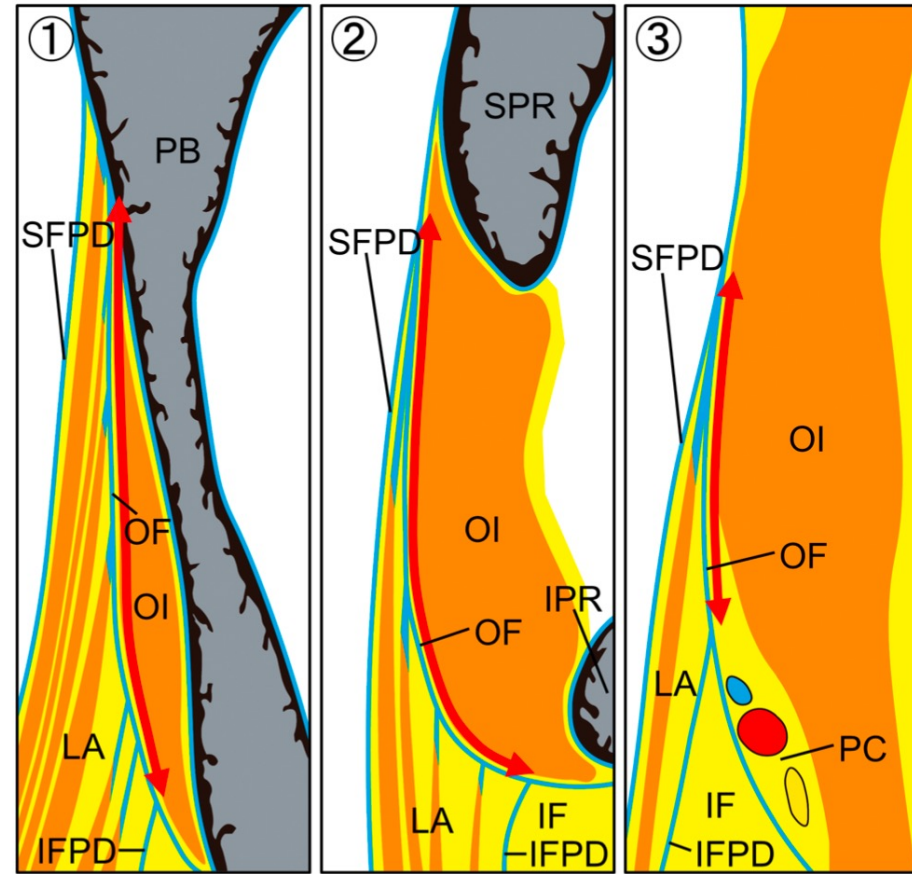 ①
PB
SFPD
OF
OI
LA
IFPD
②
SPR
SFPD
OI
IPR
OF
LA
IF
IFPD
③
SFPD
OI
OF
LA
PC
IF
IFPD